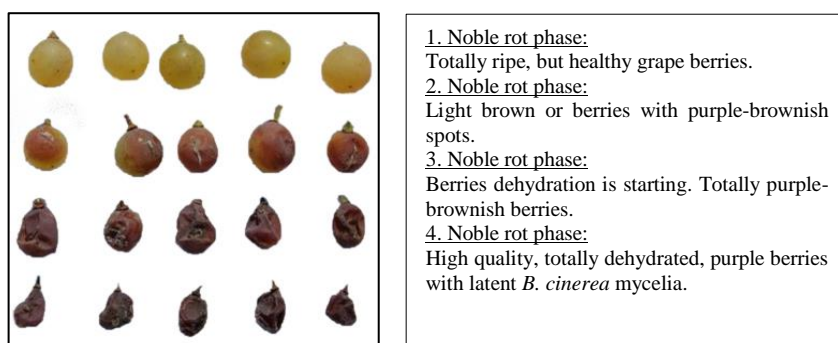 1. Noble rot phase:
Totally ripe, but healthy grape berries.
2. Noble rot phase:
Light brown or berries with purple-brownish
spots.
3. Noble rot phase:
Berries dehydration is starting. Totally purple-
brownish berries.
4. Noble rot phase:
High quality, totally dehydrated, purple berries
with latent B. cinerea mycelia.